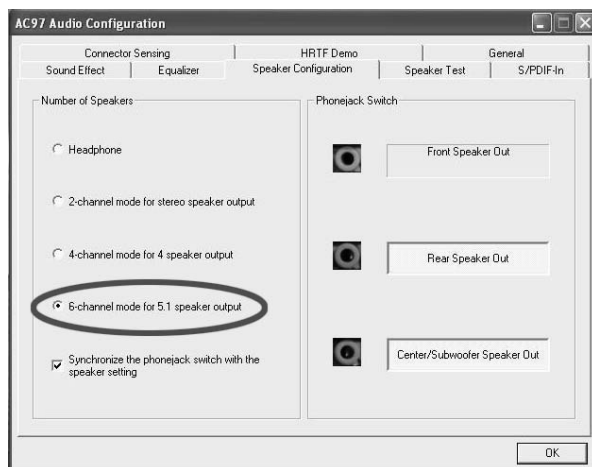 AC97 Audio Configuration
Connector Sensing
HRTF Demo
General
Sound Effect
Equalizer
Speaker Configuration
Speaker Test
S/PDIF-In
Number of Speakers
Headphone
2-channel mode for stereo speaker output
4-channel mode for 4 speaker output
6-channel mode for 5.1 speaker output
Synchronize the phonejack switch with the
speaker setting
Phonejack Switch
Front Speaker Out
Rear Speaker Out
Center/Subwoofer Speaker Out
OK